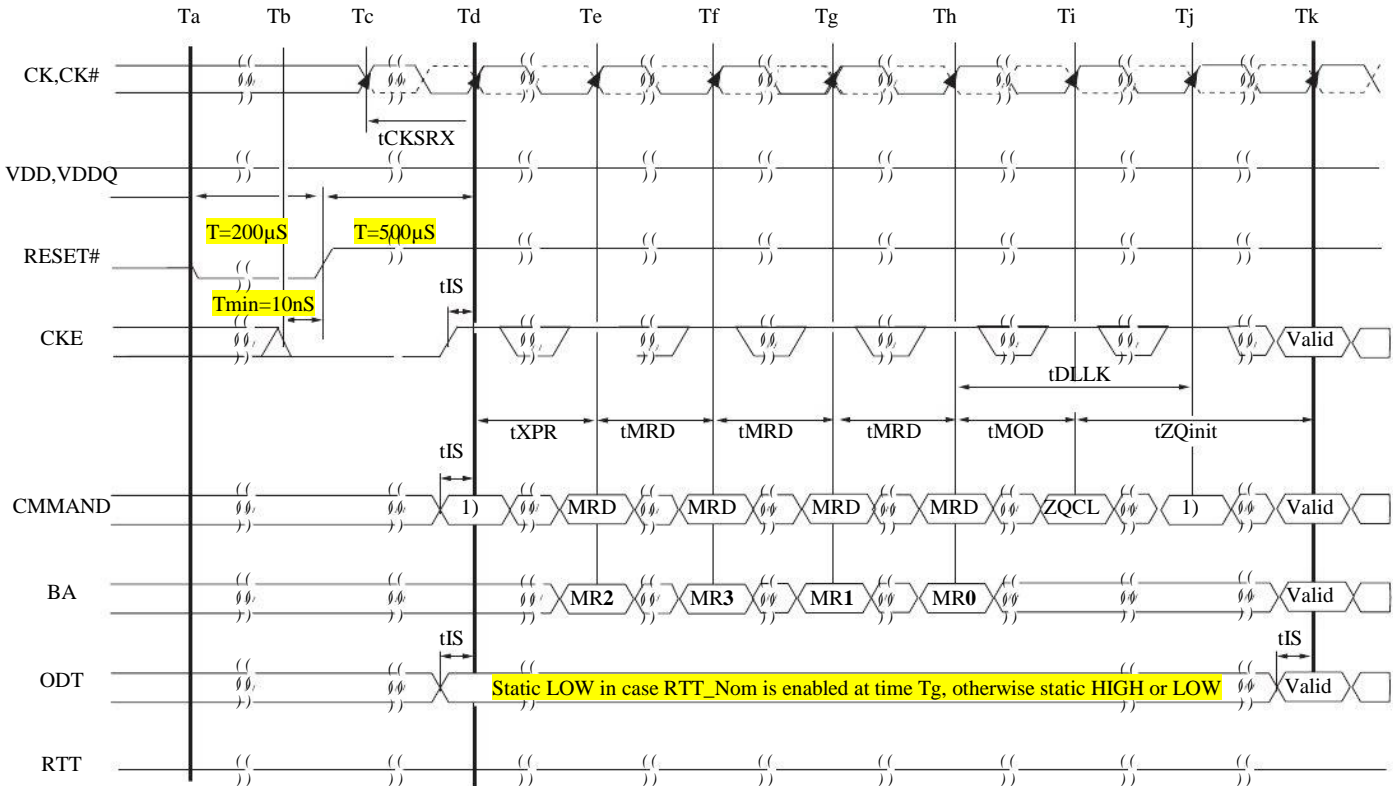 Ta Tb Tc Td Te Tf Tg Th Ti Tj Tk
CK,CK#
tCKSRX
VDD,VDDQ
T=200µS T=500µS
RESET#
tIS
Tmin=10nS
CKE Valid
tDLLK
tXPR tMRD tMRD tMRD tMOD tZQinit
tIS
CMMAND 1) MRD MRD MRD MRD ZQCL 1) Valid
BA MR2 MR3 MR1 MR0 Valid
tIS tIS
ODT Static LOW in case RTT_Nom is enabled at time Tg, otherwise static HIGH or LOW Valid
RTT